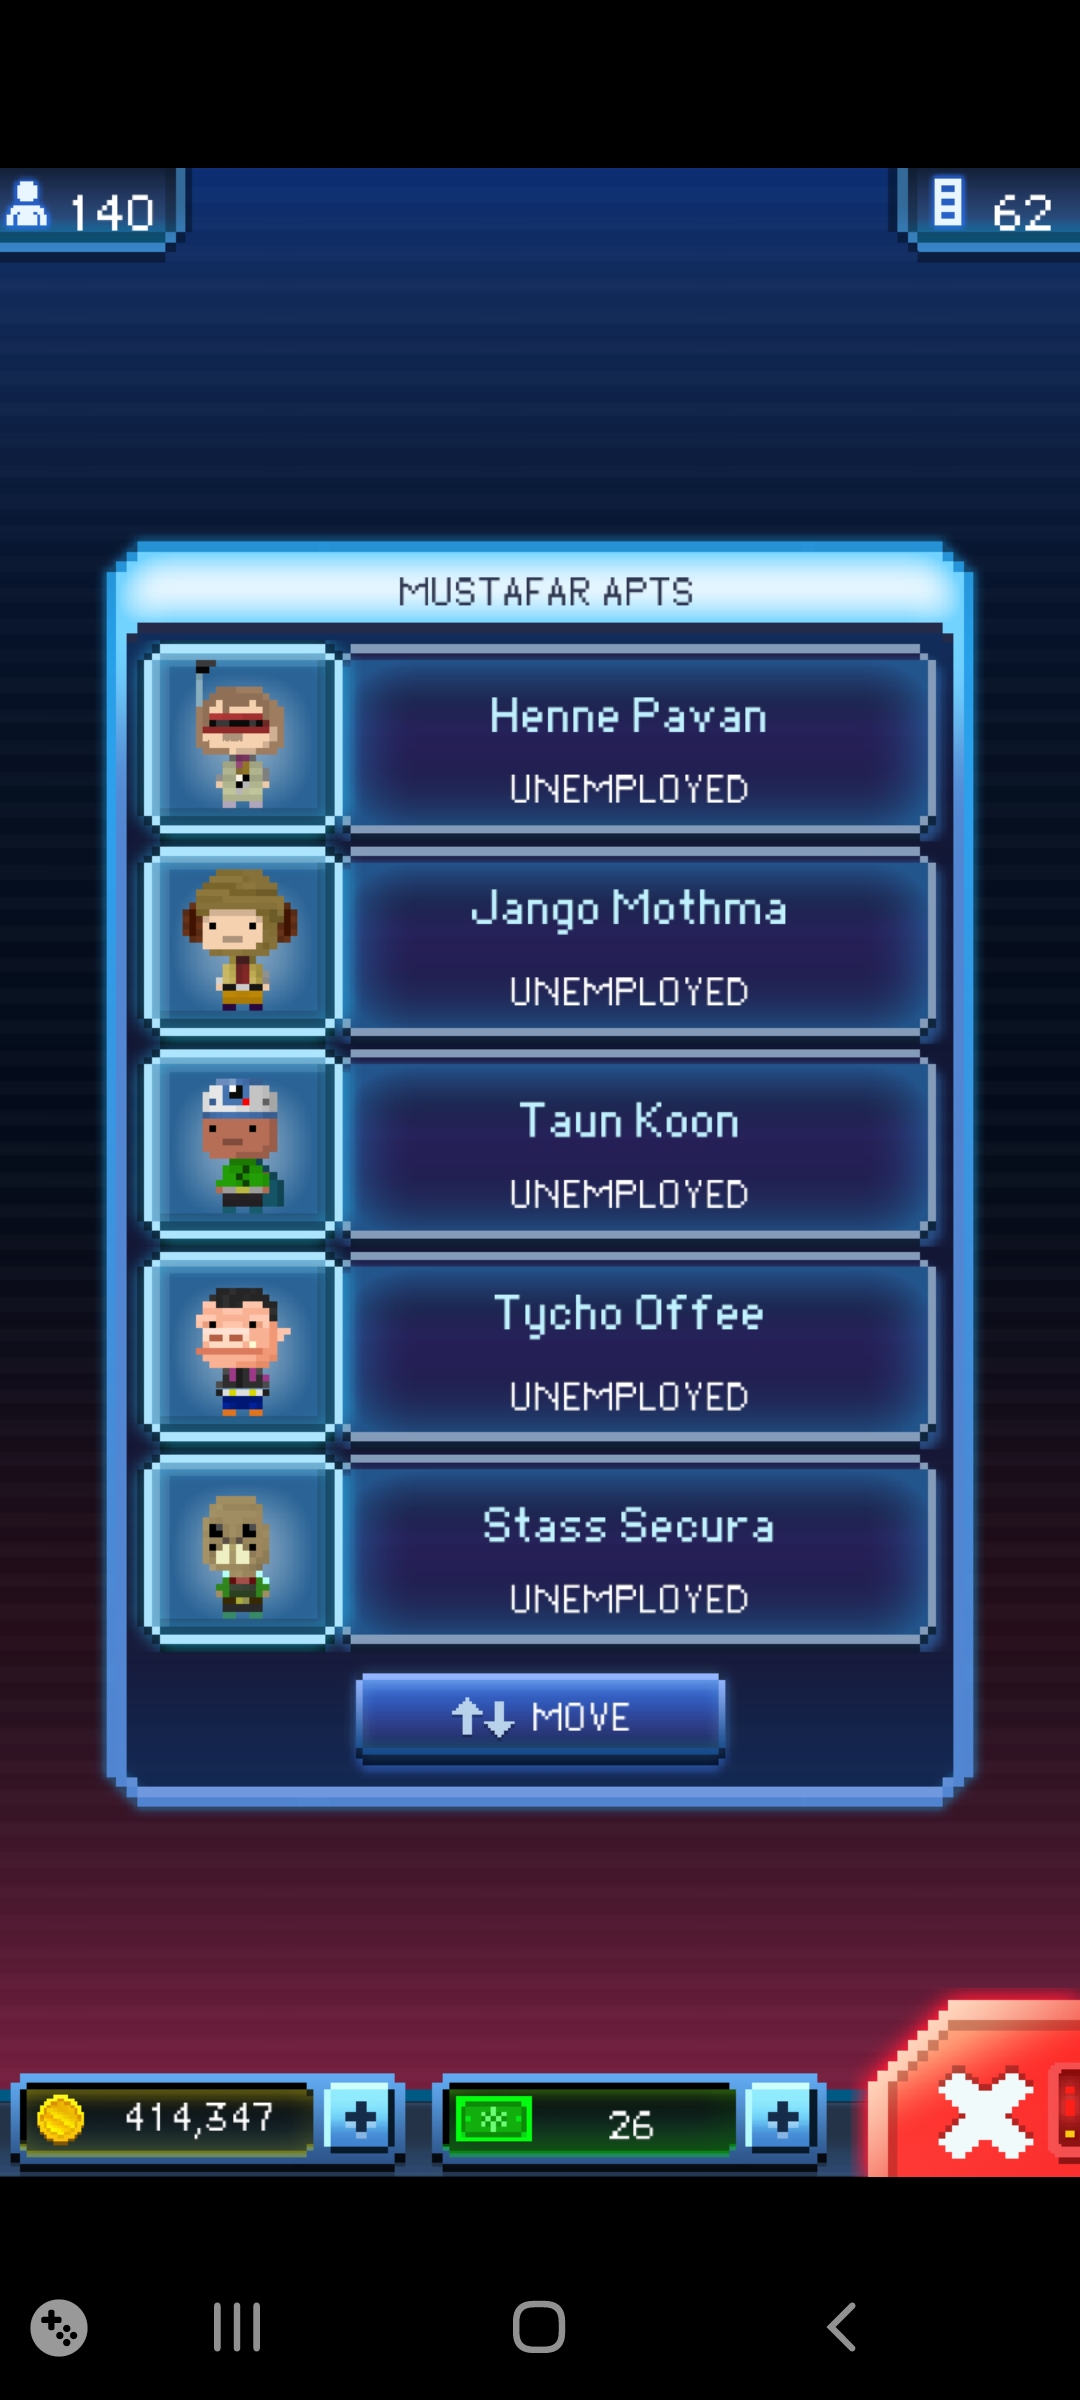 140
62
MUSTAFAR APTS
Henne Pavan
UNEMPLOYED
Jango Mothma
UNEMPLOYED
Taun Koon
UNEMPLOYED
Tycho Offee
UNEMPLOYED
Stass Secura
UNEMPLOYED
MOVE
414,347
26